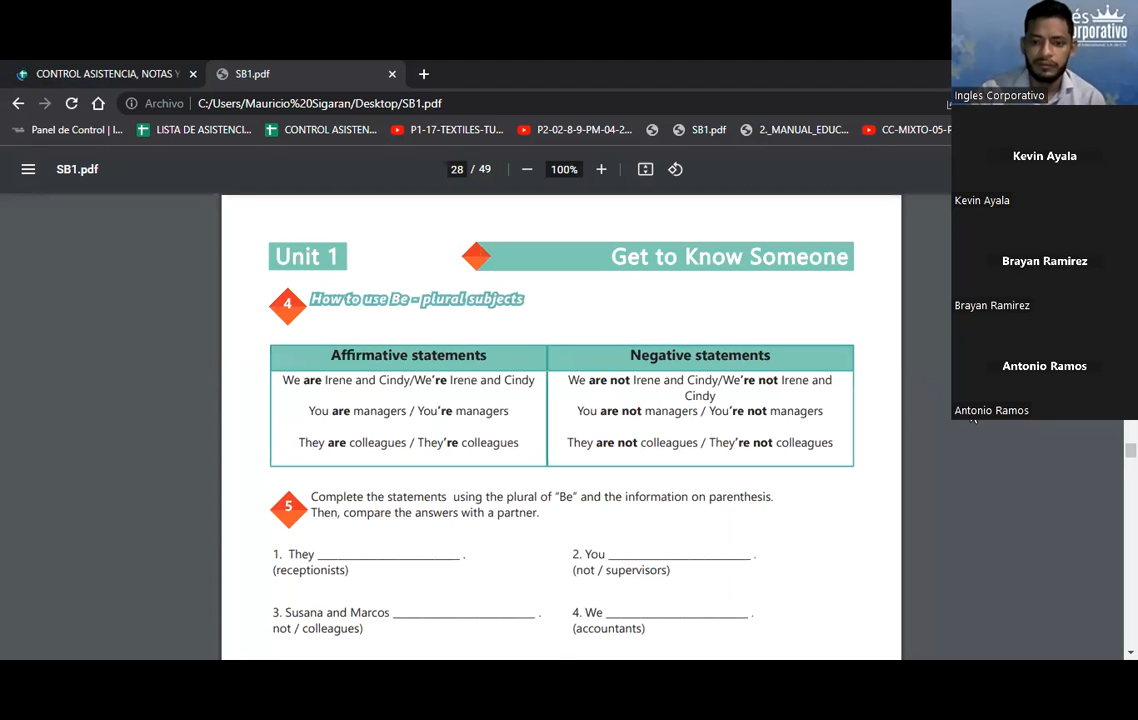 CONTROL ASISTENCIA, NOTAS Y
SB1.pdf
Archivo
C:/Users/Mauricio%20Sigaran/Desktop/SB1.pdf
Panel de Control | I...
LISTA DE ASISTENCI...
CONTROL ASISTEN...
P1-17-TEXTILES-TU...
P2-02-8-9-PM-04-2...
SB1.pdf
2._MANUAL_EDUC...
CC-MIXTO-05-P
SB1.pdf
28 / 49
100%
Unit 1
Get to Know Someone
4
How to use Be - plural subjects
Affirmative statements
Negative statements
We are Irene and Cindy/We're Irene and Cindy
We are not Irene and Cindy/We're not Irene and
Cindy
You are managers / You're managers
You are not managers / You're not managers
They are colleagues / They're colleagues
They are not colleagues / They're not colleagues
5
Complete the statements using the plural of "Be" and the information on parenthesis.
Then, compare the answers with a partner.
1. They ______________________ .
(receptionists)
2. You ______________________ .
(not / supervisors)
3. Susana and Marcos ______________________ .
not / colleagues)
4. We ______________________ .
(accountants)
és
orporativo
Ingles Corporativo
Kevin Ayala
Kevin Ayala
Brayan Ramirez
Brayan Ramirez
Antonio Ramos
Antonio Ramos